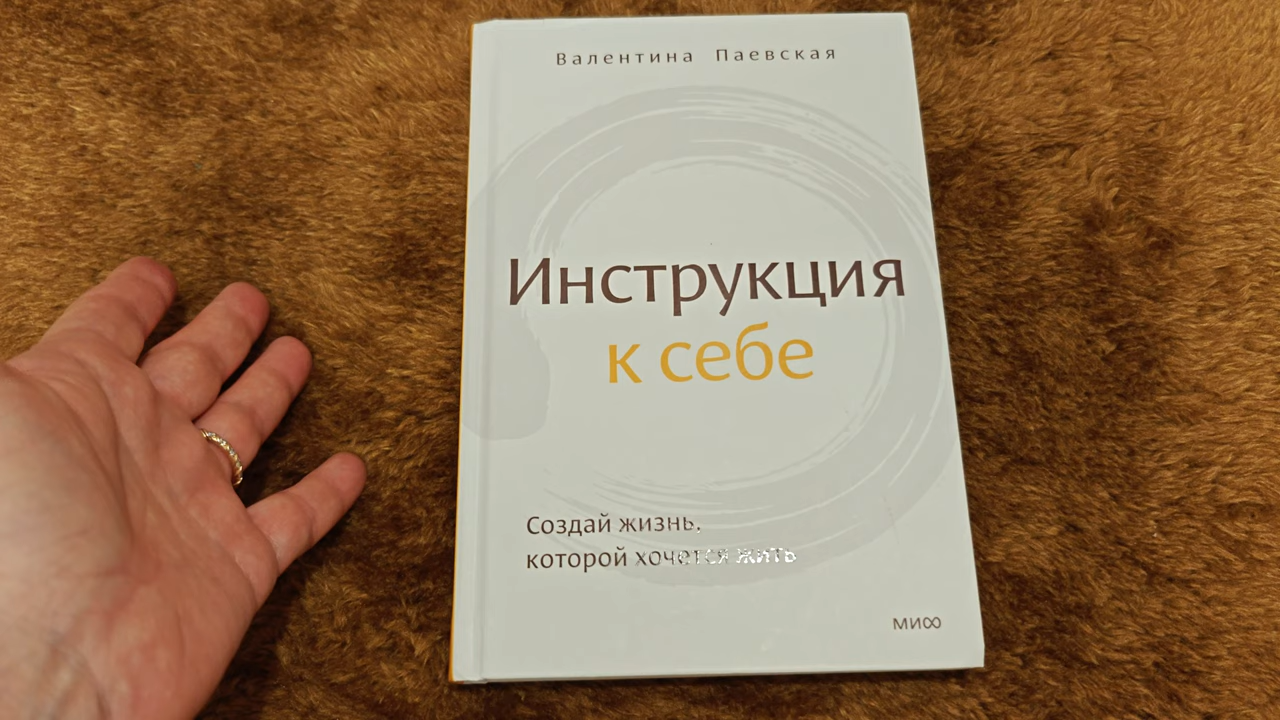 Валентина Паевская
Инструкция
к себе
Создай жизнь,
которой хочется жить
МИФ